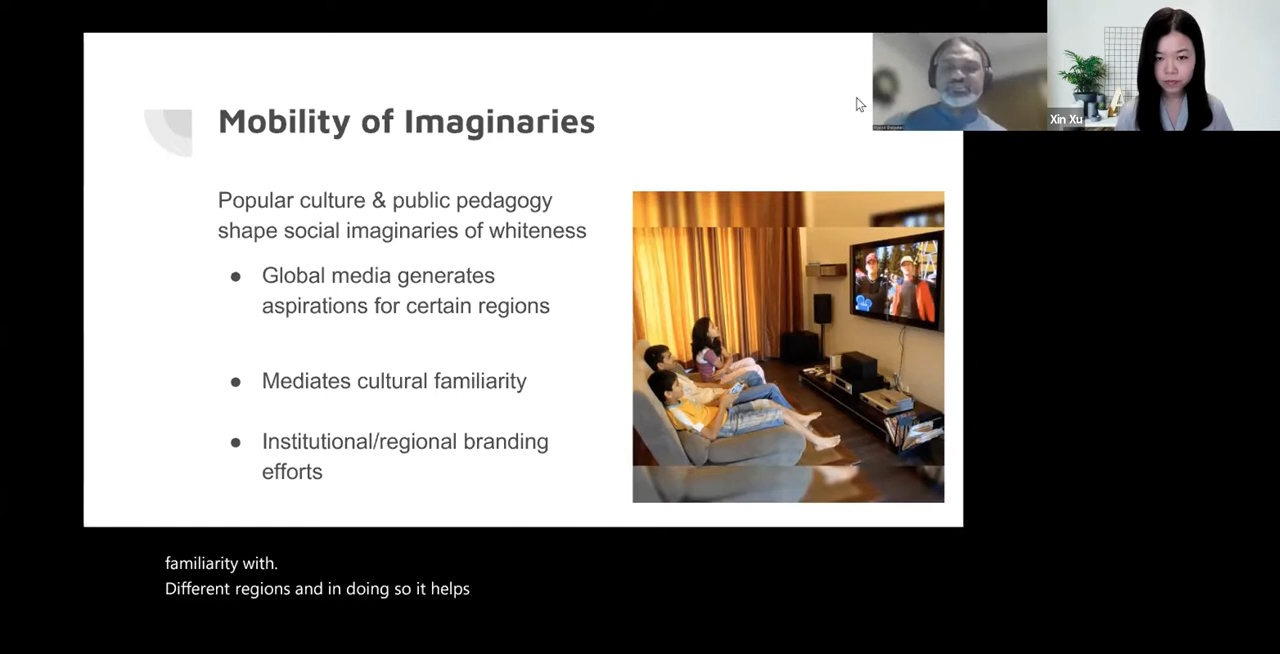 Mobility of Imaginaries
Popular culture & public pedagogy
shape social imaginaries of whiteness
● Global media generates
aspirations for certain regions
● Mediates cultural familiarity
● Institutional/regional branding
efforts
Xin Xu
familiarity with.
Different regions and in doing so it helps